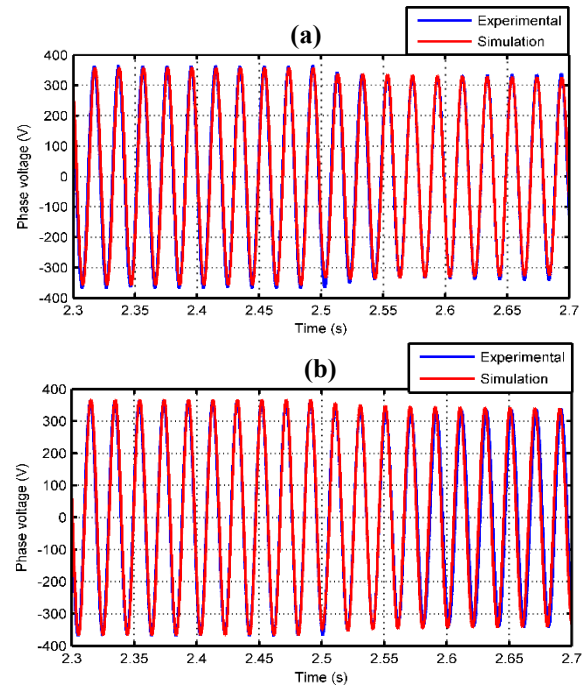 (a)
Experimental
Simulation
Phase voltage (V)
400
300
200
100
0
-100
-200
-300
-400
2.3 2.35 2.4 2.45 2.5 2.55 2.6 2.65 2.7
Time (s)
(b)
Experimental
Simulation
Phase voltage (V)
400
300
200
100
0
-100
-200
-300
-400
2.3 2.35 2.4 2.45 2.5 2.55 2.6 2.65 2.7
Time (s)